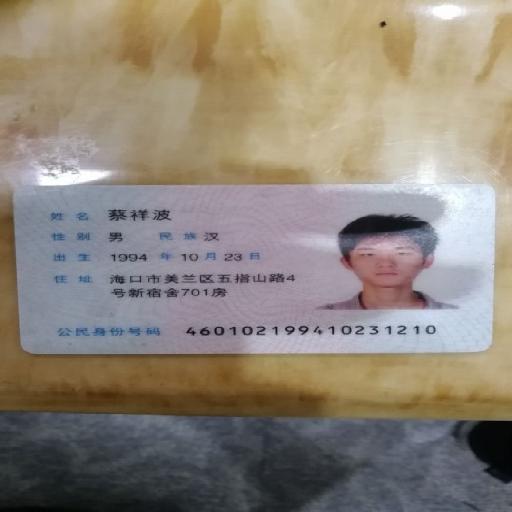 姓名 蔡祥波
性别 男 民族 汉
出生 1994 年 10 月 23 日
住址 海口市美兰区五指山路4
号新宿舍701房
公民身份号码 460102199410231210